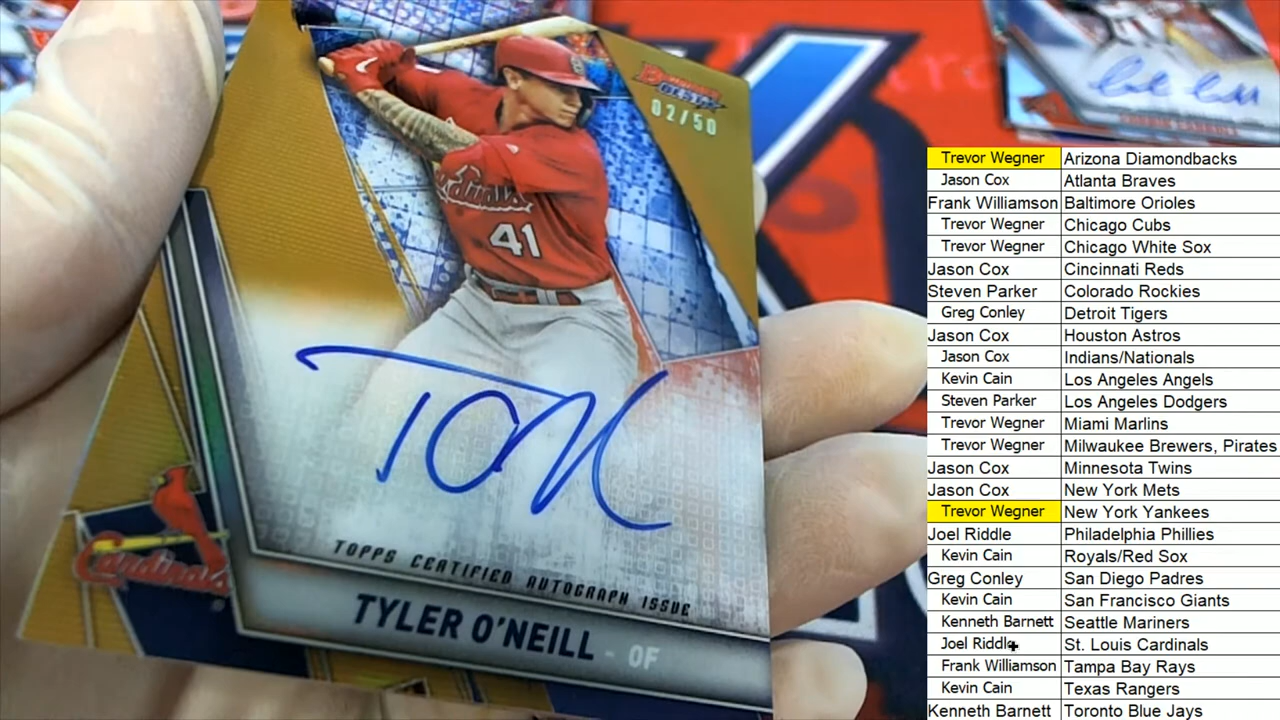 BOWMAN'S
BEST
02/50
Cardinals
41
TOPPS CERTIFIED AUTOGRAPH ISSUE
TYLER O'NEILL - OF
Cardinals
Trevor Wegner Arizona Diamondbacks
Jason Cox Atlanta Braves
Frank Williamson Baltimore Orioles
Trevor Wegner Chicago Cubs
Trevor Wegner Chicago White Sox
Jason Cox Cincinnati Reds
Steven Parker Colorado Rockies
Greg Conley Detroit Tigers
Jason Cox Houston Astros
Jason Cox Indians/Nationals
Kevin Cain Los Angeles Angels
Steven Parker Los Angeles Dodgers
Trevor Wegner Miami Marlins
Trevor Wegner Milwaukee Brewers, Pirates
Jason Cox Minnesota Twins
Jason Cox New York Mets
Trevor Wegner New York Yankees
Joel Riddle Philadelphia Phillies
Kevin Cain Royals/Red Sox
Greg Conley San Diego Padres
Kevin Cain San Francisco Giants
Kenneth Barnett Seattle Mariners
Joel Riddle St. Louis Cardinals
Frank Williamson Tampa Bay Rays
Kevin Cain Texas Rangers
Kenneth Barnett Toronto Blue Jays